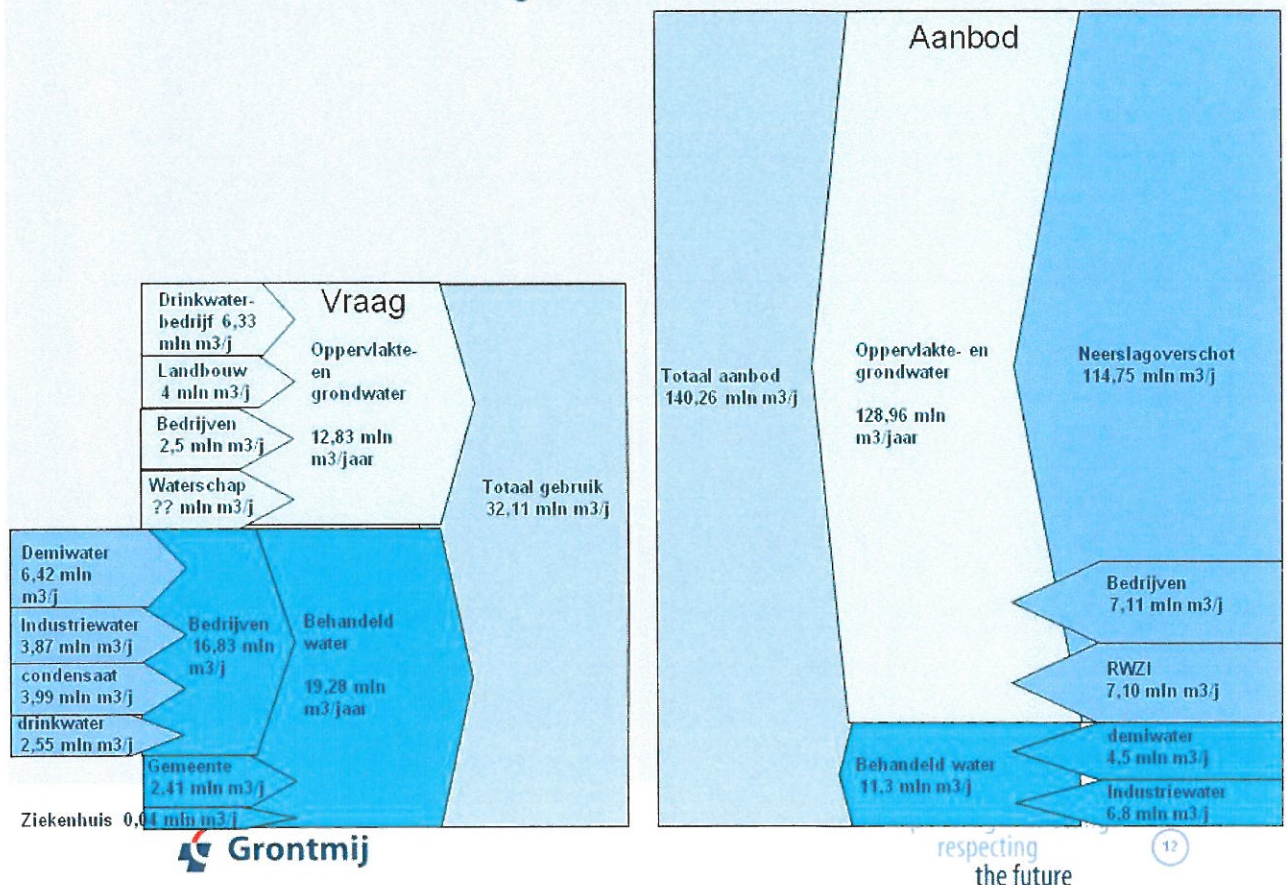 Aanbod
Vraag
Drinkwater-
bedrijf 6,33
mln m3/j
Landbouw
4 mln m3/j
Bedrijven
2,5 mln m3/j
Waterschap
?? mln m3/j
Oppervlakte-
en
grondwater
12,83 mln
m3/jaar
Totaal gebruik
32,11 mln m3/j
Demiwater
6,42 mln
m3/j
Industriewater
3,87 mln m3/j
condensaat
3,99 mln m3/j
drinkwater
2,55 mln m3/j
Bedrijven
16,83 mln
m3/j
Behandeld
water
19,28 mln
m3/jaar
Gemeente
2,41 mln m3/j
Ziekenhuis 0,04 mln m3/j
Totaal aanbod
140,26 mln m3/j
Oppervlakte- en
grondwater
128,96 mln
m3/jaar
Neerslagoverschot
114,75 mln m3/j
Bedrijven
7,11 mln m3/j
RWZI
7,10 mln m3/j
Behandeld water
11,3 mln m3/j
demiwater
4,5 mln m3/j
Industriewater
6,8 mln m3/j
Grontmij
respecting
the future
12